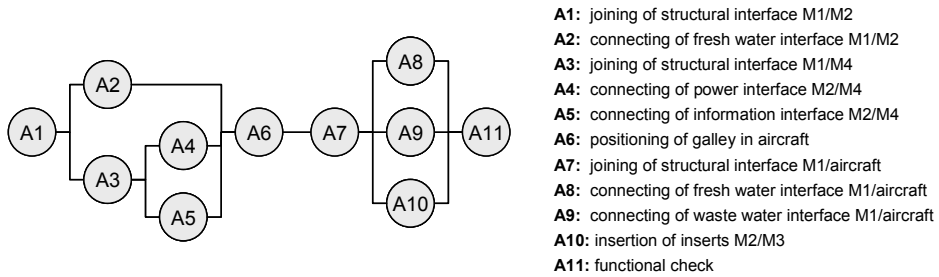 A1
A2
A3
A4
A5
A6
A7
A8
A9
A10
A11
A1: joining of structural interface M1/M2
A2: connecting of fresh water interface M1/M2
A3: joining of structural interface M1/M4
A4: connecting of power interface M2/M4
A5: connecting of information interface M2/M4
A6: positioning of galley in aircraft
A7: joining of structural interface M1/aircraft
A8: connecting of fresh water interface M1/aircraft
A9: connecting of waste water interface M1/aircraft
A10: insertion of inserts M2/M3
A11: functional check